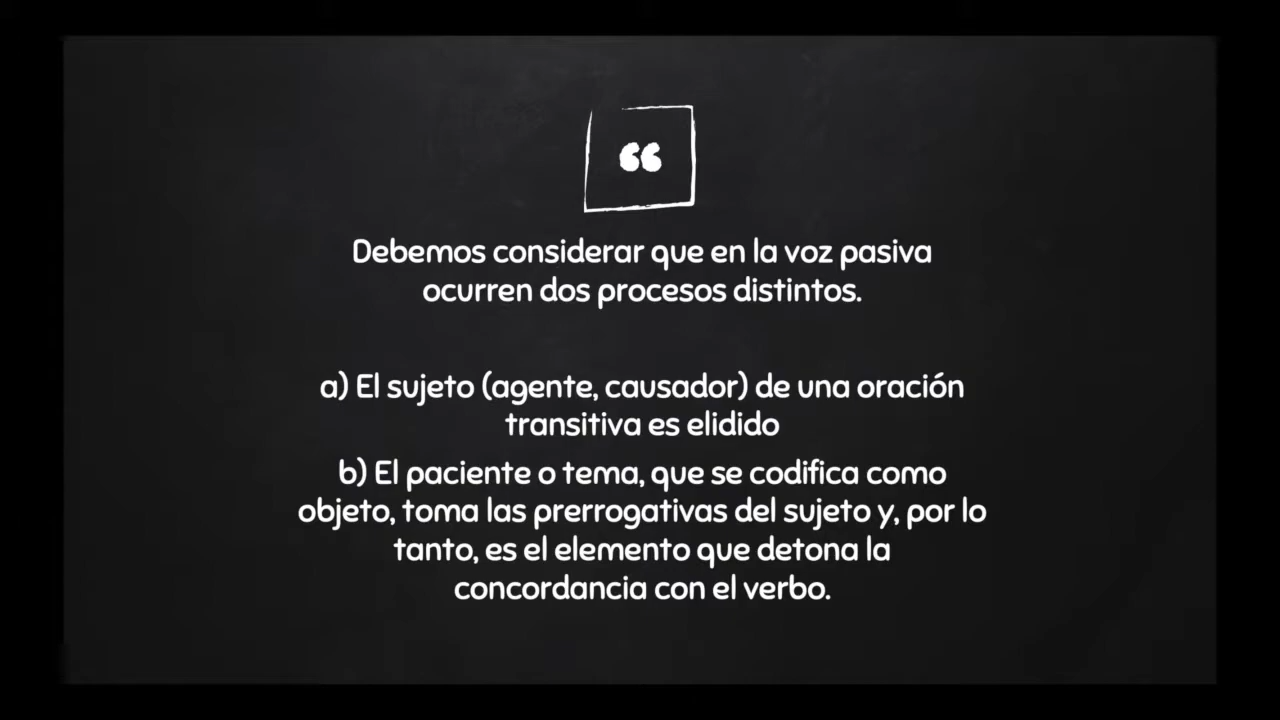 “
Debemos considerar que en la voz pasiva
ocurren dos procesos distintos.
a) El sujeto (agente, causador) de una oración
transitiva es elidido
b) El paciente o tema, que se codifica como
objeto, toma las prerrogativas del sujeto y, por lo
tanto, es el elemento que detona la
concordancia con el verbo.